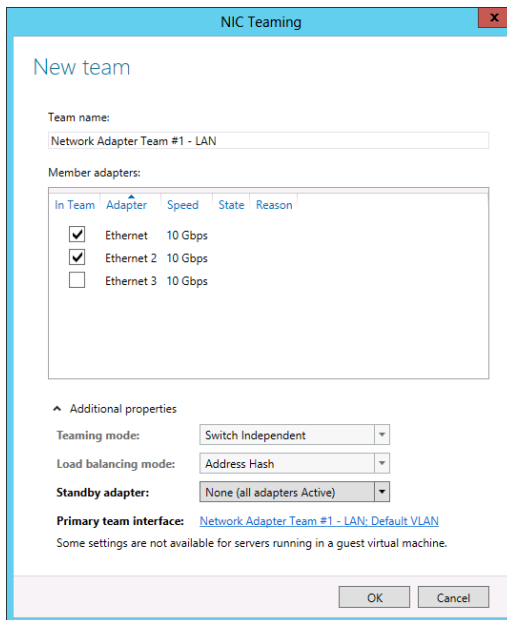 NIC Teaming
x
New team
Team name:
Network Adapter Team #1 - LAN
Member adapters:
In Team Adapter Speed State Reason
Ethernet 10 Gbps
Ethernet 2 10 Gbps
Ethernet 3 10 Gbps
Additional properties
Teaming mode: Switch Independent
Load balancing mode: Address Hash
Standby adapter: None (all adapters Active)
Primary team interface: Network Adapter Team #1 - LAN; Default VLAN
Some settings are not available for servers running in a guest virtual machine.
OK Cancel